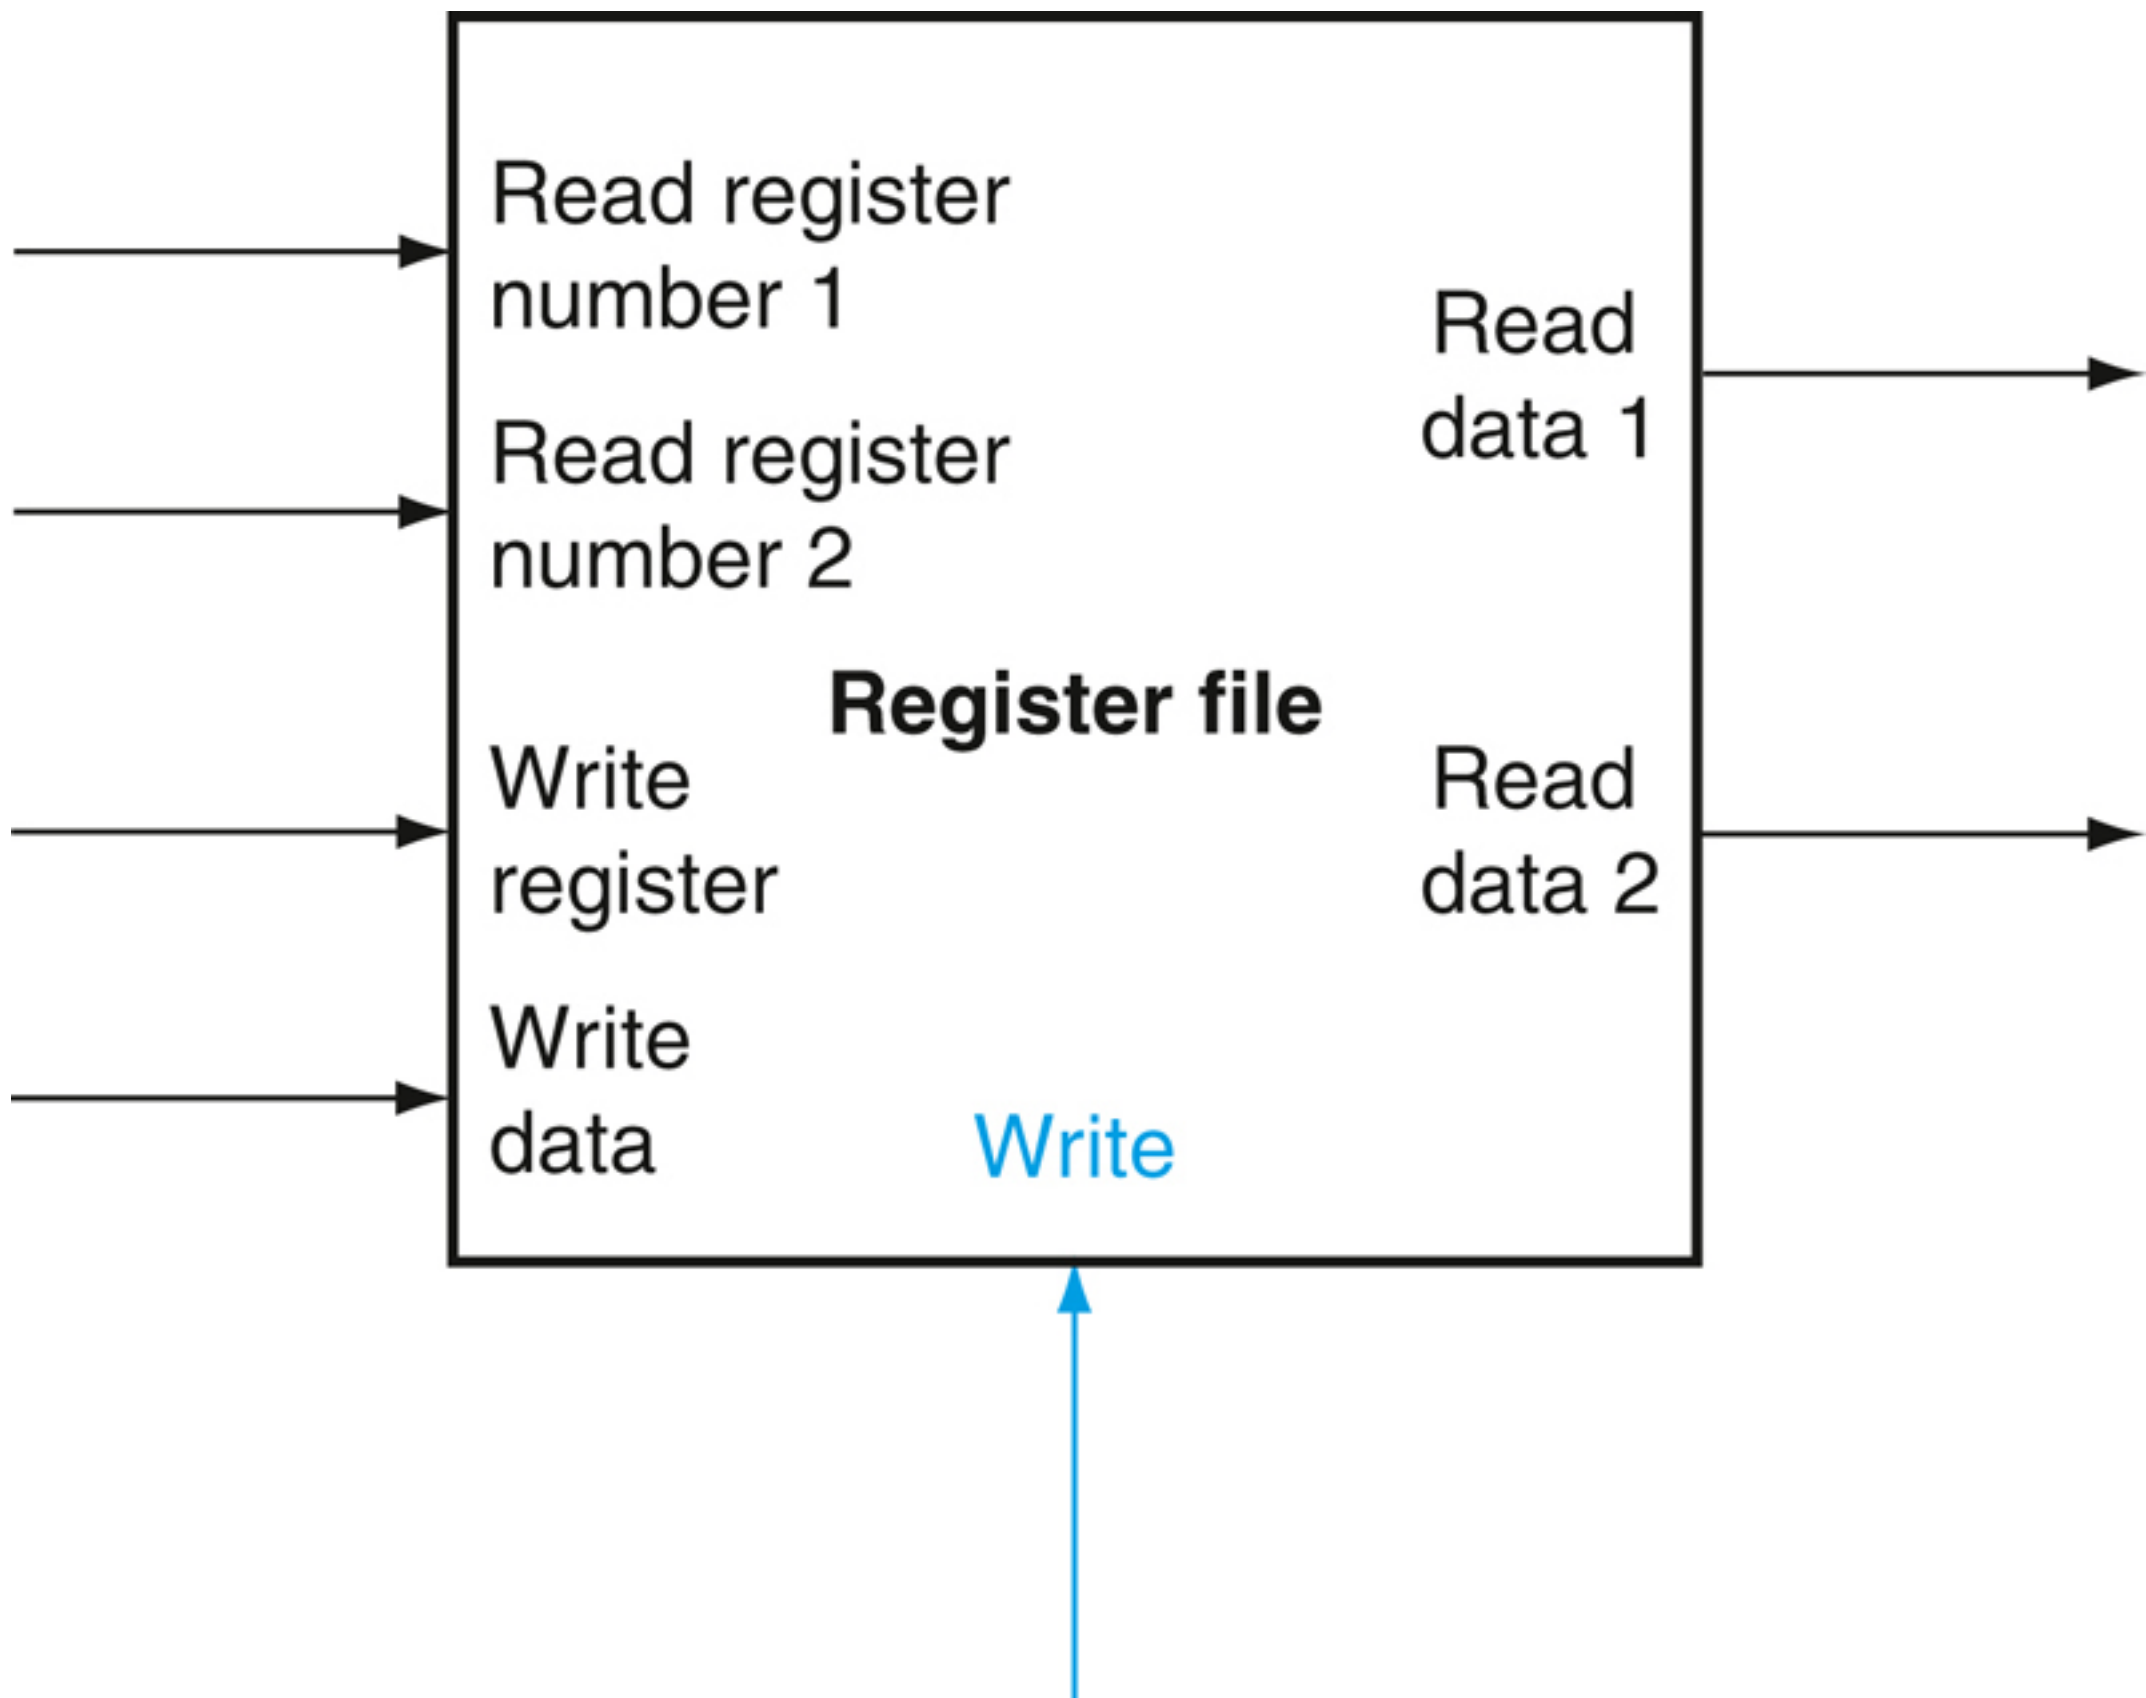 Read register
number 1
Read
data 1
Read register
number 2
Register file
Write
register
Read
data 2
Write
data
Write